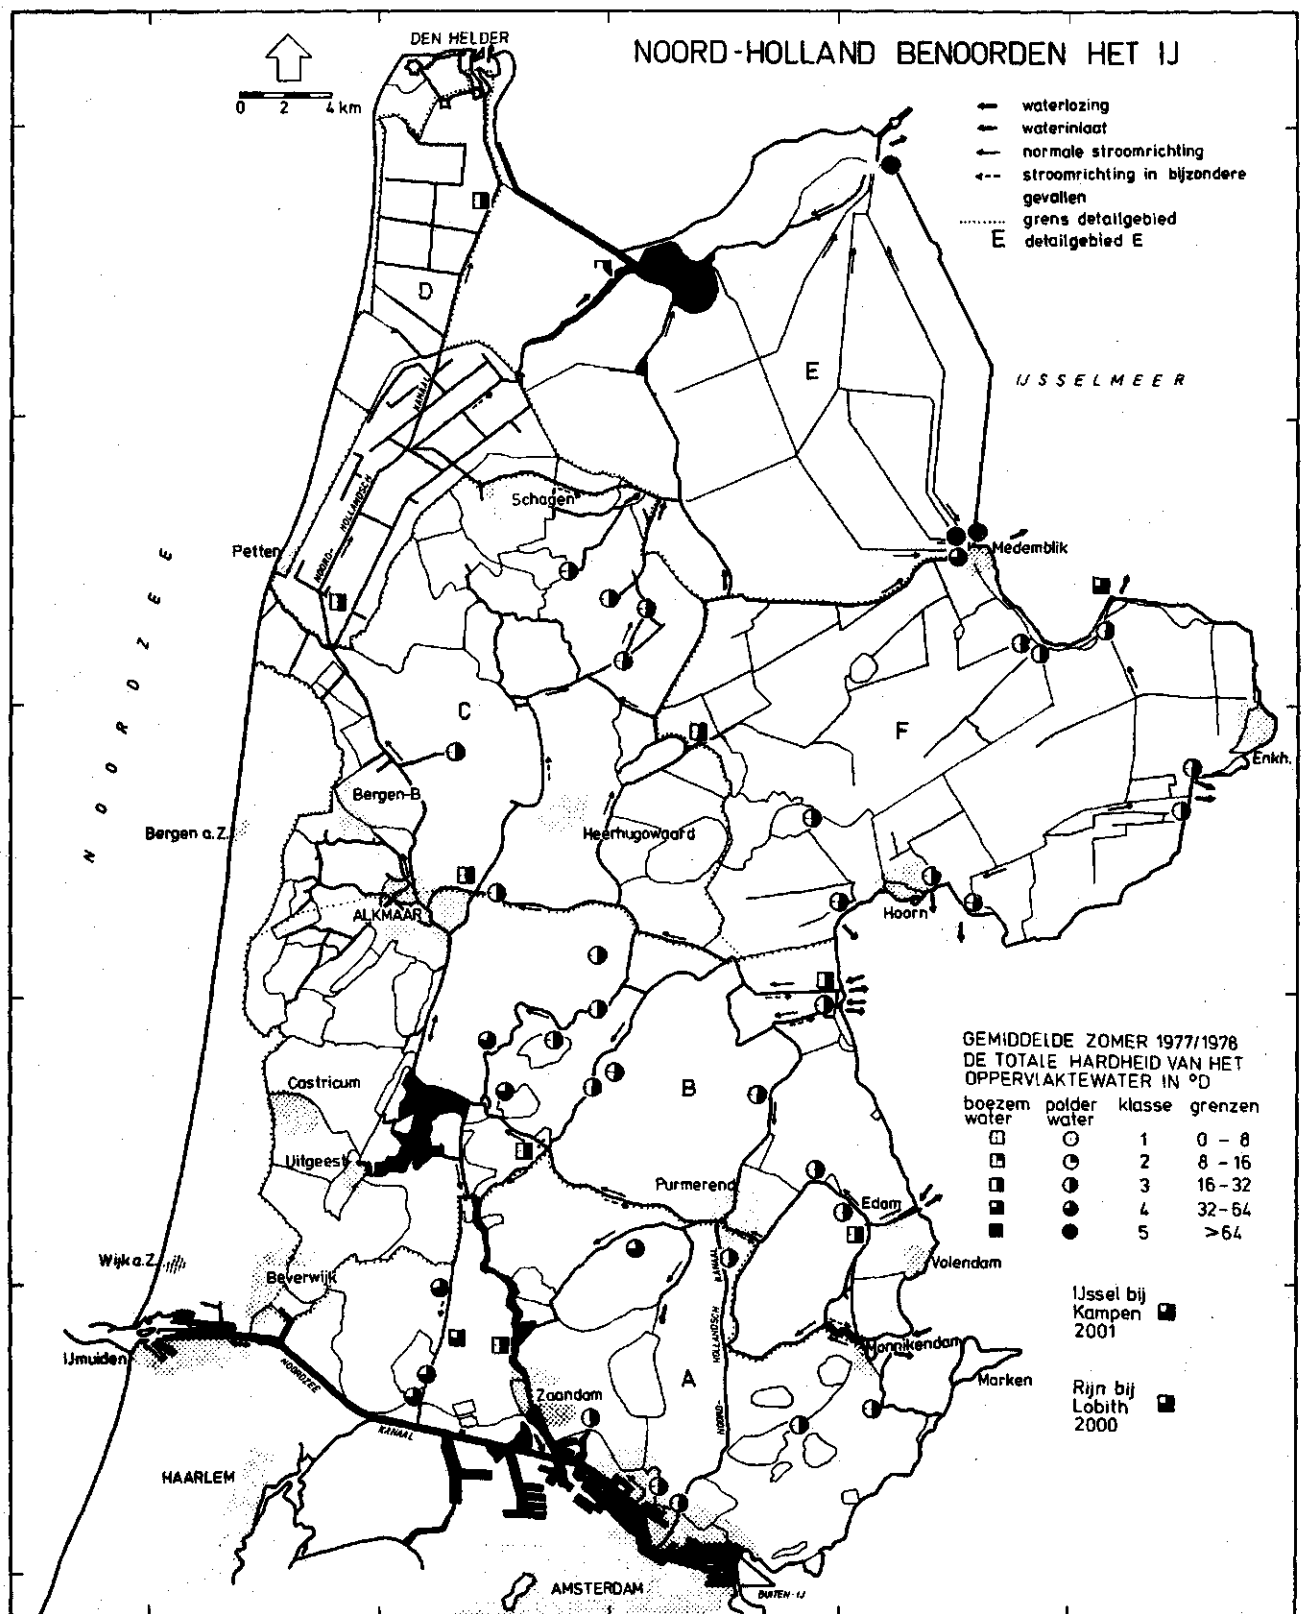 DEN HELDER
NOORD-HOLLAND BENOORDEN HET IJ
0 2 4 km
waterlozing
waterinlaat
normale stroomrichting
stroomrichting in bijzondere
gevallen
grens detailgebied
E detailgebied E
D
E
IJSSELMEER
KANAAL
HOLLANDSCH
NOORD-
Schagen
Petten
Medemblik
NOORDZEE
C
F
Enkh.
Bergen-B
Bergen a.Z.
Heerhugowaard
ALKMAAR
Hoorn
GEMIDDELDE ZOMER 1977/1978
DE TOTALE HARDHEID VAN HET
OPPERVLAKTEWATER IN °D
boezem water polder water klasse grenzen
1 0 - 8
2 8 - 16
3 16 - 32
4 32 - 64
5 >64
Castricum
B
Uitgeest
Purmerend
Edam
Volendam
Wijk a.Z.
Beverwijk
KANAAL
HOLLANDSCH
NOORD-
IJssel bij
Kampen
2001
IJmuiden
NOORDZEE
KANAAL
Monnikendam
Marken
A
Zaandam
Rijn bij
Lobith
2000
HAARLEM
AMSTERDAM
BUITEN-IJ